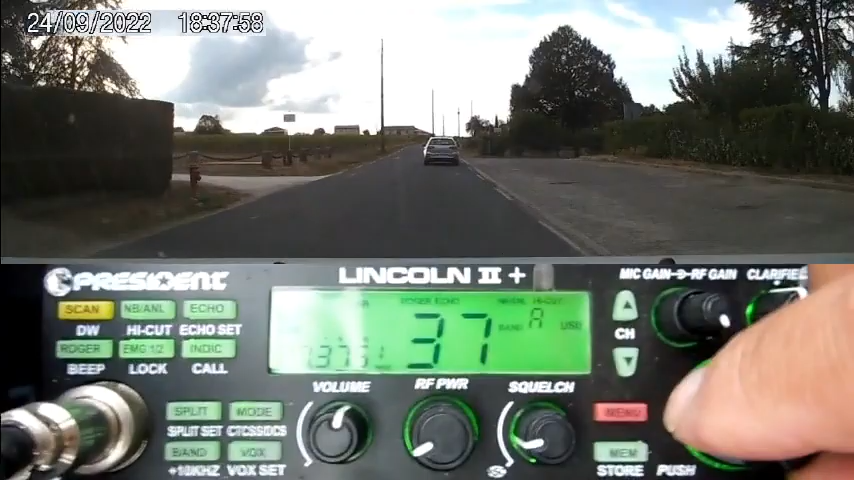 24/09/2022 18:37:58
PRESIDENT LINCOLN II + MIC GAIN RF GAIN CLARIFIE
SCAN NB/ANL ECHO
DW HI-CUT ECHO SET
ROGER EMG 1/2 INDIC
BEEP LOCK CALL
ROGER ECHO NB/ANL HI-CUT
37 BAND A USB
CH
VOLUME RF PWR SQUELCH
SPLIT MODE
SPLIT SET CTCSS/DCS
BAND VOX
+10KHZ VOX SET
MENU
MEM
STORE PUSH